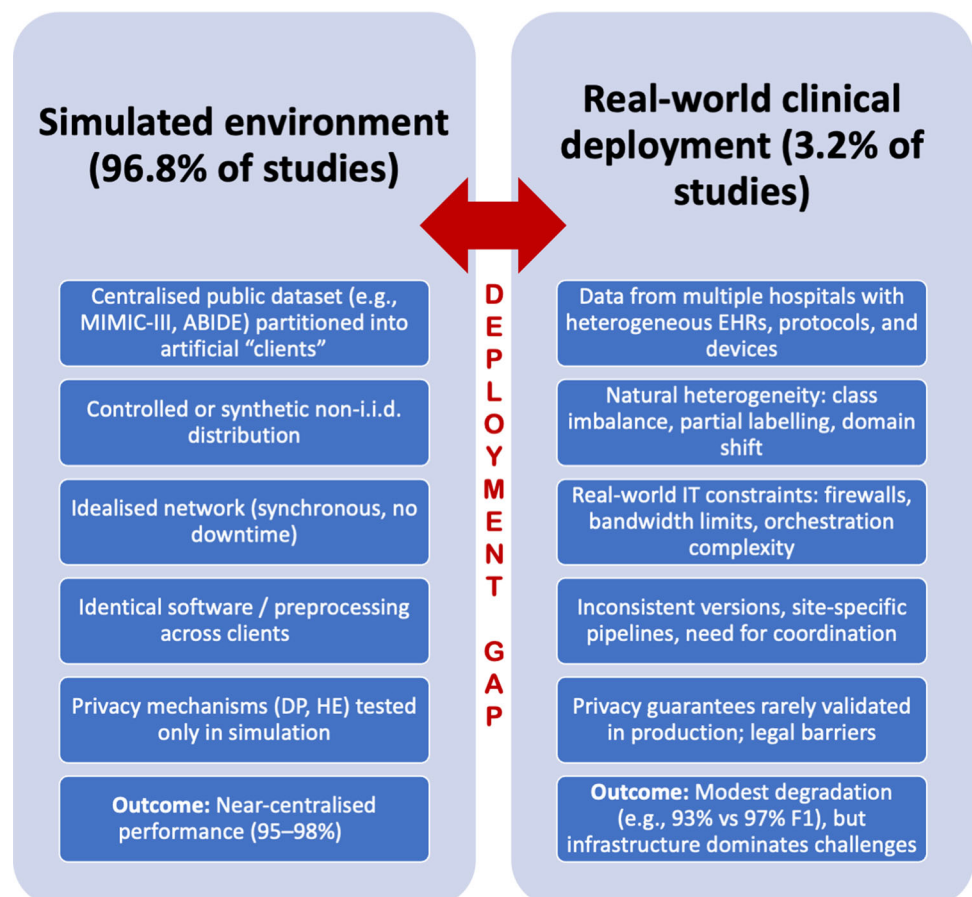 Simulated environment
(96.8% of studies)
Centralised public dataset (e.g.,
MIMIC-III, ABIDE) partitioned into
artificial “clients”
Controlled or synthetic non-i.i.d.
distribution
Idealised network (synchronous, no
downtime)
Identical software / preprocessing
across clients
Privacy mechanisms (DP, HE) tested
only in simulation
Outcome: Near-centralised
performance (95–98%)
DEPLOYMENT GAP
Real-world clinical
deployment (3.2% of
studies)
Data from multiple hospitals with
heterogeneous EHRs, protocols, and
devices
Natural heterogeneity: class
imbalance, partial labelling, domain
shift
Real-world IT constraints: firewalls,
bandwidth limits, orchestration
complexity
Inconsistent versions, site-specific
pipelines, need for coordination
Privacy guarantees rarely validated
in production; legal barriers
Outcome: Modest degradation
(e.g., 93% vs 97% F1), but
infrastructure dominates challenges